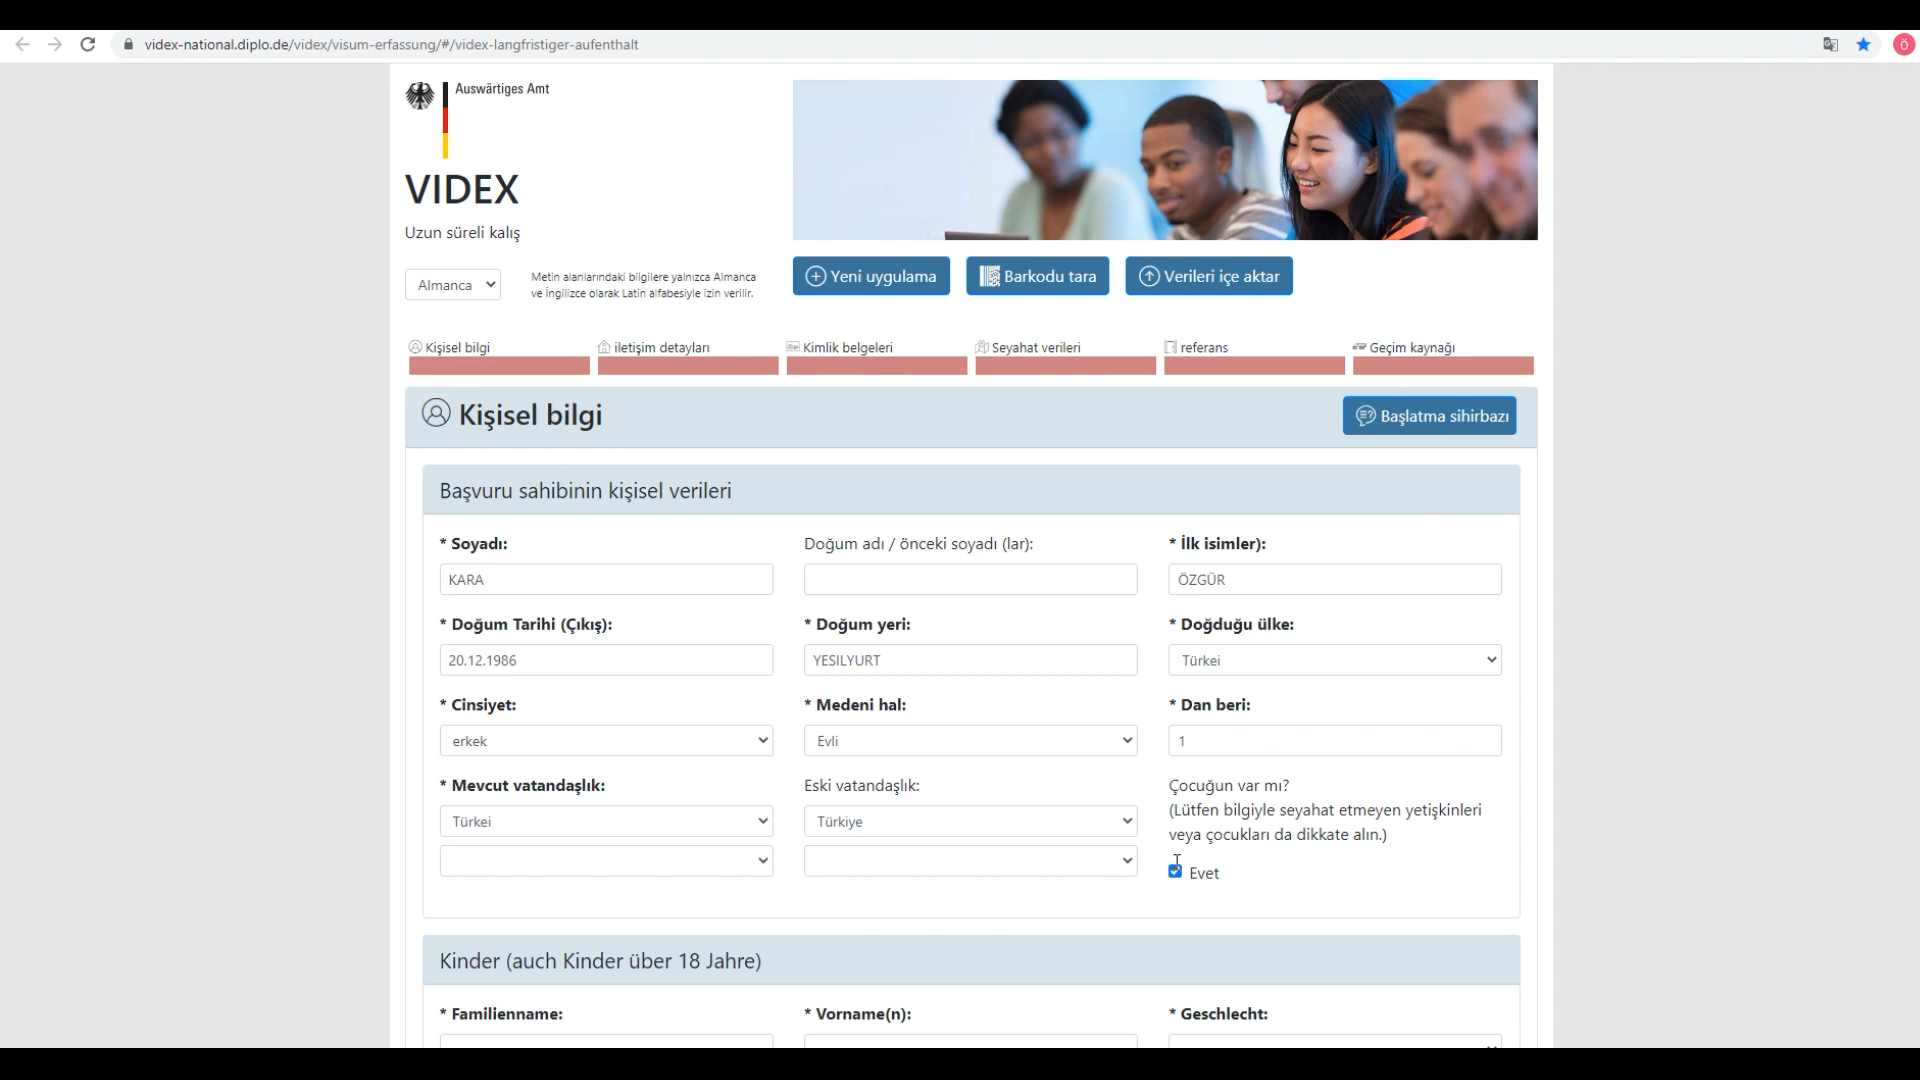 videx-national.diplo.de/videx/visum-erfassung/#/videx-langfristiger-aufenthalt
Ö
Auswärtiges Amt
VIDEX
Uzun süreli kalış
Almanca
Metin alanlarındaki bilgilere yalnızca Almanca
ve İngilizce olarak Latin alfabesiyle izin verilir.
Yeni uygulama
Barkodu tara
Verileri içe aktar
Kişisel bilgi
iletişim detayları
Kimlik belgeleri
Seyahat verileri
referans
Geçim kaynağı
Kişisel bilgi
Başlatma sihirbazı
Başvuru sahibinin kişisel verileri
* Soyadı:
Doğum adı / önceki soyadı (lar):
* İlk isimler):
KARA
ÖZGÜR
* Doğum Tarihi (Çıkış):
* Doğum yeri:
* Doğduğu ülke:
20.12.1986
YESILYURT
Türkei
* Cinsiyet:
* Medeni hal:
* Dan beri:
erkek
Evli
1
* Mevcut vatandaşlık:
Eski vatandaşlık:
Çocuğun var mı?
(Lütfen bilgiyle seyahat etmeyen yetişkinleri
veya çocukları da dikkate alın.)
Türkei
Türkiye
Evet
Kinder (auch Kinder über 18 Jahre)
* Familienname:
* Vorname(n):
* Geschlecht: